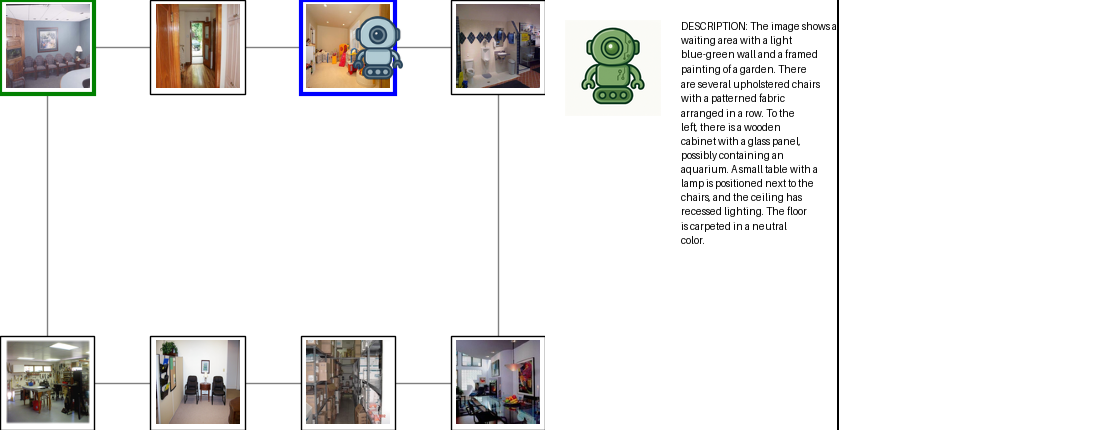 DESCRIPTION: The image shows a
waiting area with a light
blue-green wall and a framed
painting of a garden. There
are several upholstered chairs
with a patterned fabric
arranged in a row. To the
left, there is a wooden
cabinet with a glass panel,
possibly containing an
aquarium. A small table with a
lamp is positioned next to the
chairs, and the ceiling has
recessed lighting. The floor
is carpeted in a neutral
color.